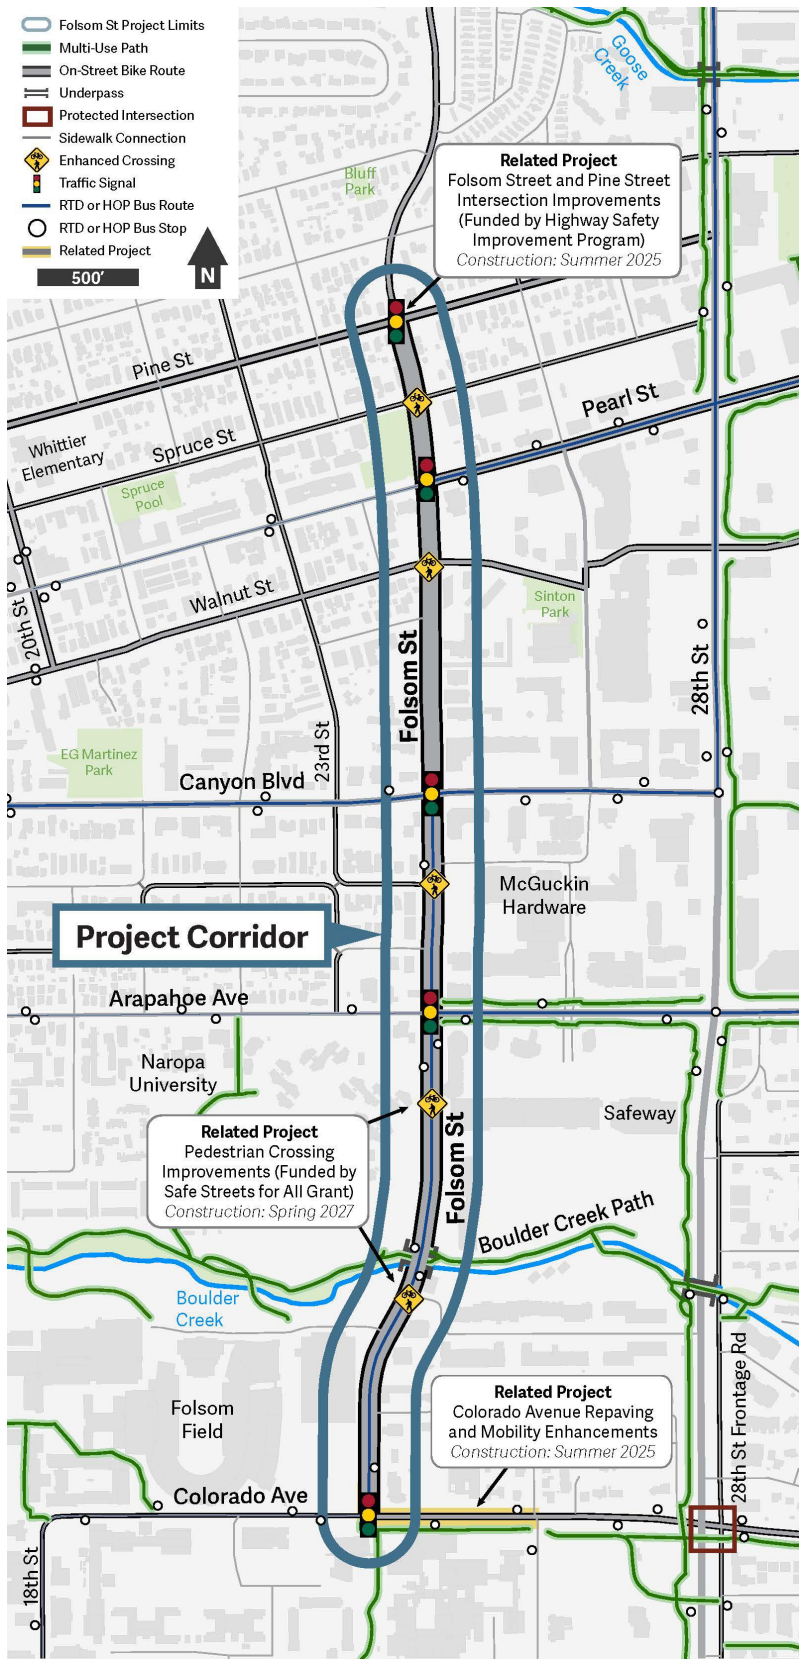 Folsom St Project Limits
Multi-Use Path
On-Street Bike Route
Underpass
Protected Intersection
Sidewalk Connection
Enhanced Crossing
Traffic Signal
RTD or HOP Bus Route
RTD or HOP Bus Stop
Related Project
500’
N
Goose
Creek
Bluff
Park
Related Project
Folsom Street and Pine Street
Intersection Improvements
(Funded by Highway Safety
Improvement Program)
Construction: Summer 2025
Pine St
Pearl St
Spruce St
Whittier
Elementary
Spruce
Pool
Walnut St
20th St
Sinton
Park
Folsom St
28th St
23rd St
EG Martinez
Park
Canyon Blvd
McGuckin
Hardware
Project Corridor
Arapahoe Ave
Naropa
University
Safeway
Related Project
Pedestrian Crossing
Improvements (Funded by
Safe Streets for All Grant)
Construction: Spring 2027
Folsom St
Boulder Creek Path
Boulder
Creek
28th St Frontage Rd
Folsom
Field
Related Project
Colorado Avenue Repaving
and Mobility Enhancements
Construction: Summer 2025
Colorado Ave
18th St